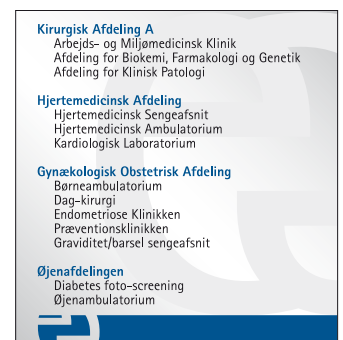 Kirurgisk Afdeling A
Arbejds- og Miljømedicinsk Klinik
Afdeling for Biokemi, Farmakologi og Genetik
Afdeling for Klinisk Patologi
Hjertemedicinsk Afdeling
Hjertemedicinsk Sengeafsnit
Hjertemedicinsk Ambulatorium
Kardiologisk Laboratorium
Gynækologisk Obstetrisk Afdeling
Børneambulatorium
Dag-kirurgi
Endometriose Klinikken
Præventionsklinikken
Graviditet/barsel sengeafsnit
Øjenafdelingen
Diabetes foto-screening
Øjenambulatorium